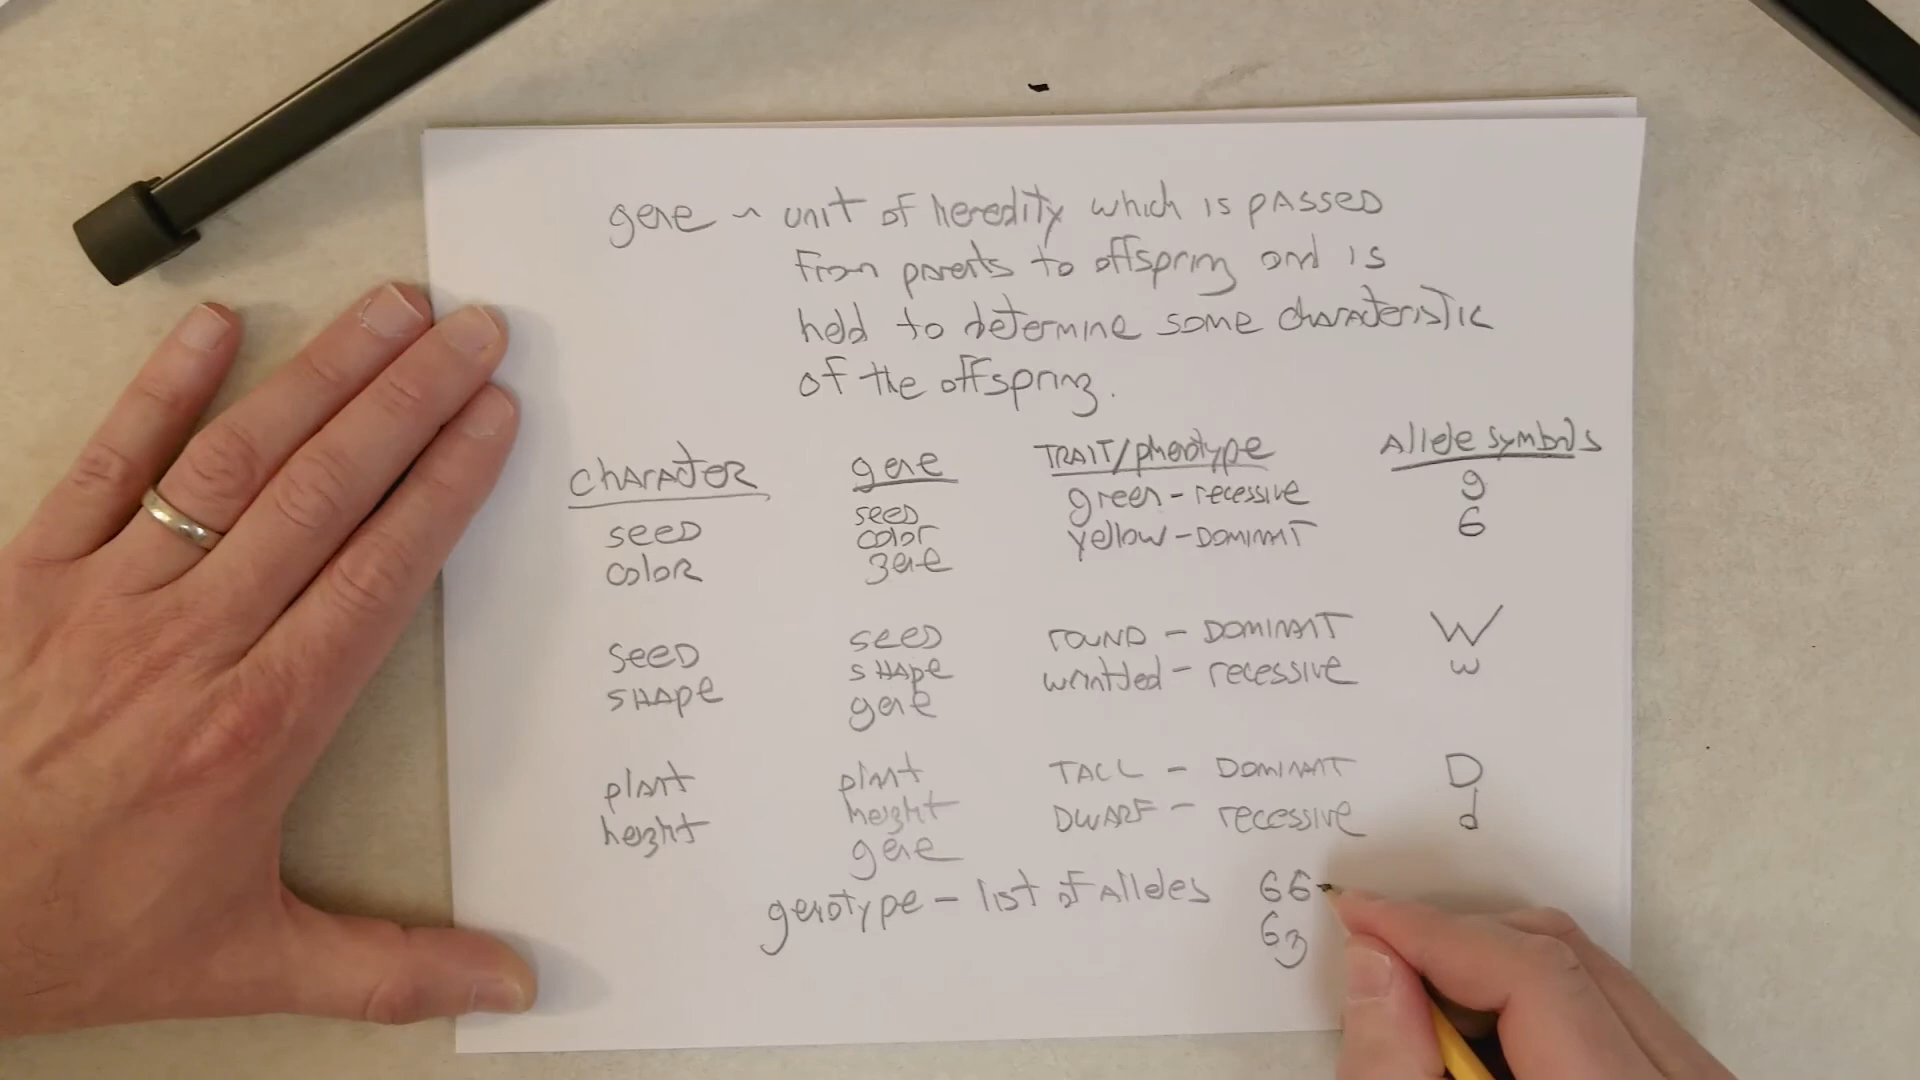 gene ~ unit of heredity which is passed
from parents to offspring and is
held to determine some characteristic
of the offspring.
character gene TRAIT/phenotype Allele symbols
seed color
seed color gene
green - recessive g
yellow - DOMINANT G
seed shape
seed shape gene
round - DOMINANT W
wrinkled - recessive w
plant height
plant height gene
TALL - DOMINANT D
DWARF - recessive d
genotype - list of alleles GG
Gg